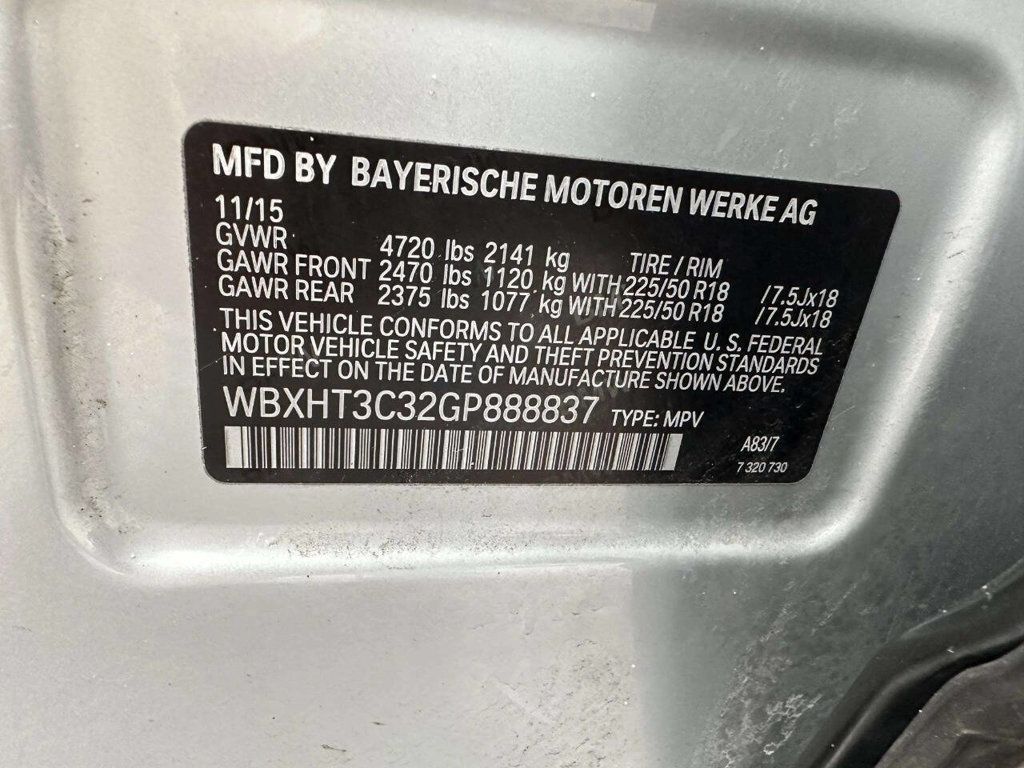 MFD BY BAYERISCHE MOTOREN WERKE AG
11/15
GVWR 4720 lbs 2141 kg TIRE / RIM
GAWR FRONT 2470 lbs 1120 kg WITH 225/50 R18 /7.5Jx18
GAWR REAR 2375 lbs 1077 kg WITH 225/50 R18 /7.5Jx18
THIS VEHICLE CONFORMS TO ALL APPLICABLE U. S. FEDERAL
MOTOR VEHICLE SAFETY AND THEFT PREVENTION STANDARDS
IN EFFECT ON THE DATE OF MANUFACTURE SHOWN ABOVE.
WBXHT3C32GP888837 TYPE: MPV
A83/7
7 320 730